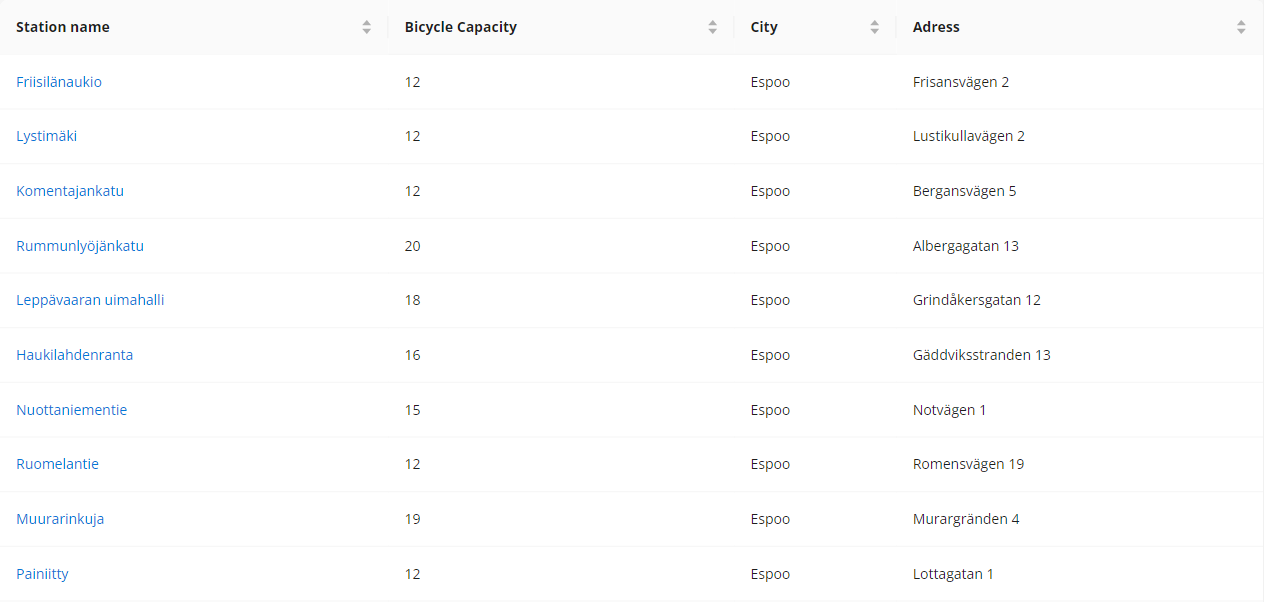 Station name Bicycle Capacity City Adress
Friisilänaukio 12 Espoo Frisansvägen 2
Lystimäki 12 Espoo Lustikullavägen 2
Komentajankatu 12 Espoo Bergansvägen 5
Rummunlyöjänkatu 20 Espoo Albergagatan 13
Leppävaaran uimahalli 18 Espoo Grindåkersgatan 12
Haukilahdenranta 16 Espoo Gäddviksstranden 13
Nuottaniementie 15 Espoo Notvägen 1
Ruomelantie 12 Espoo Romensvägen 19
Muurarinkuja 19 Espoo Murargränden 4
Painiitty 12 Espoo Lottagatan 1